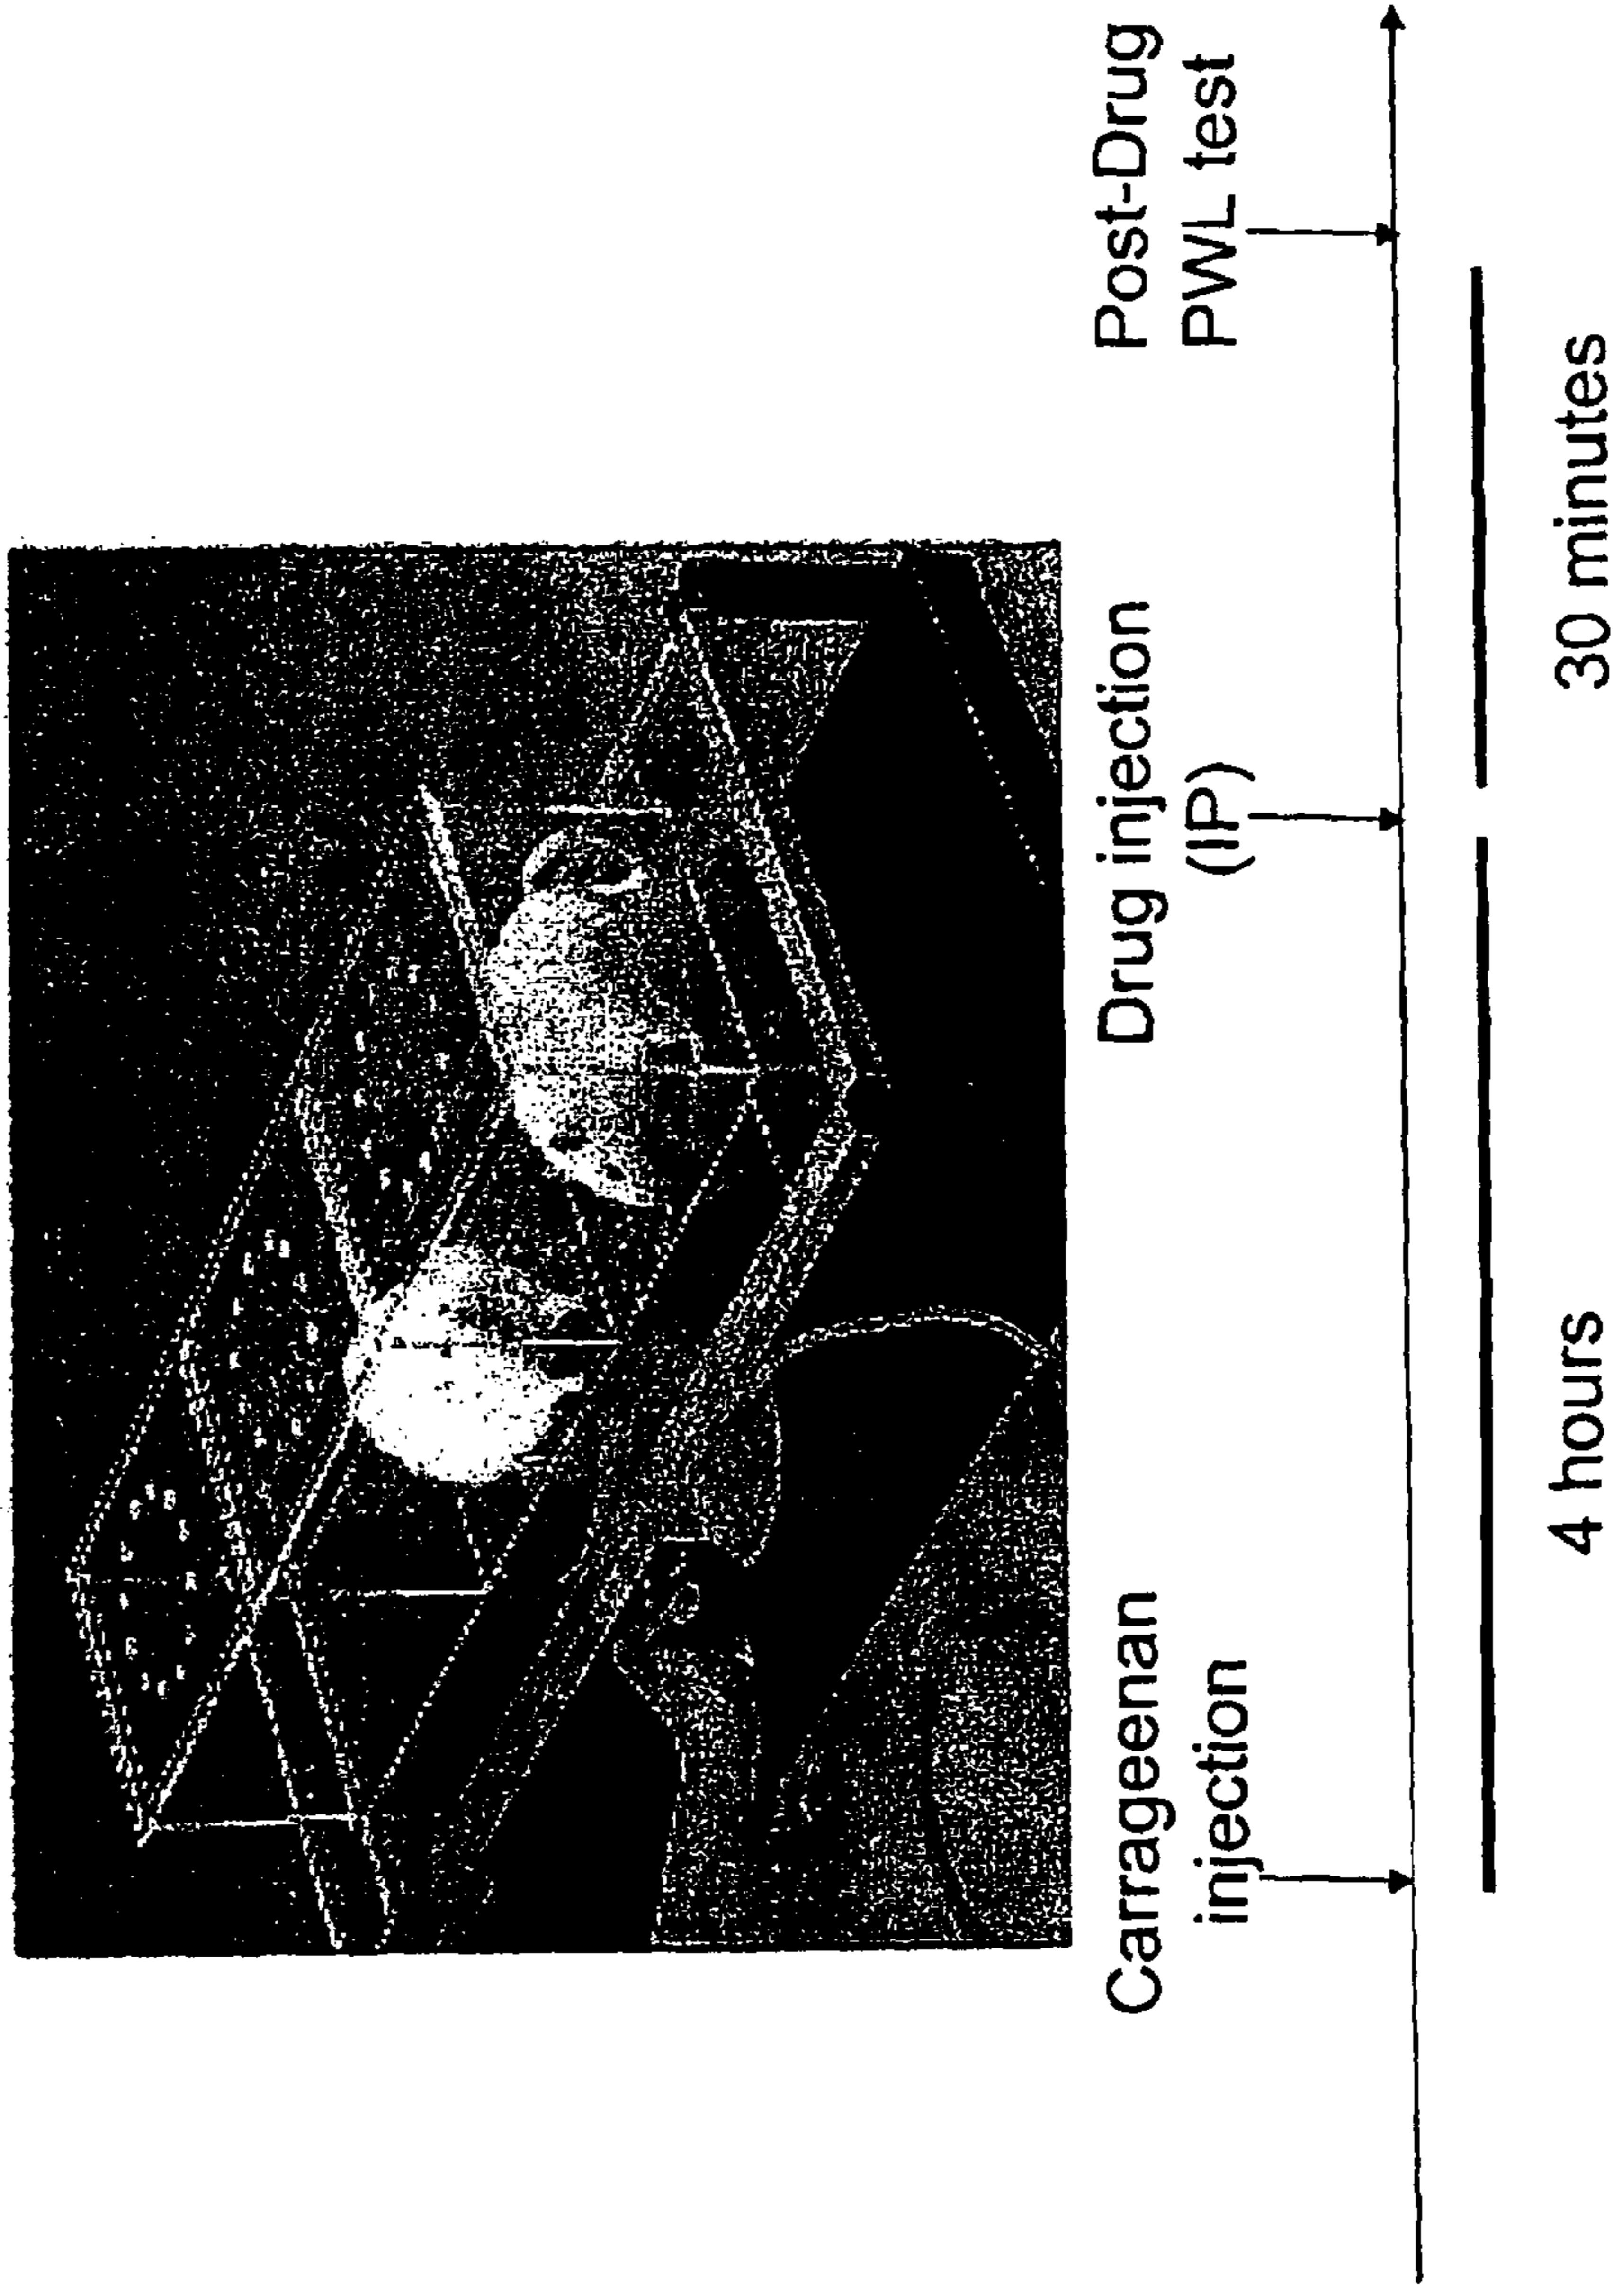 Carrageenan
injection
Drug injection
(IP)
Post-Drug
PWL test
4 hours
30 minutes